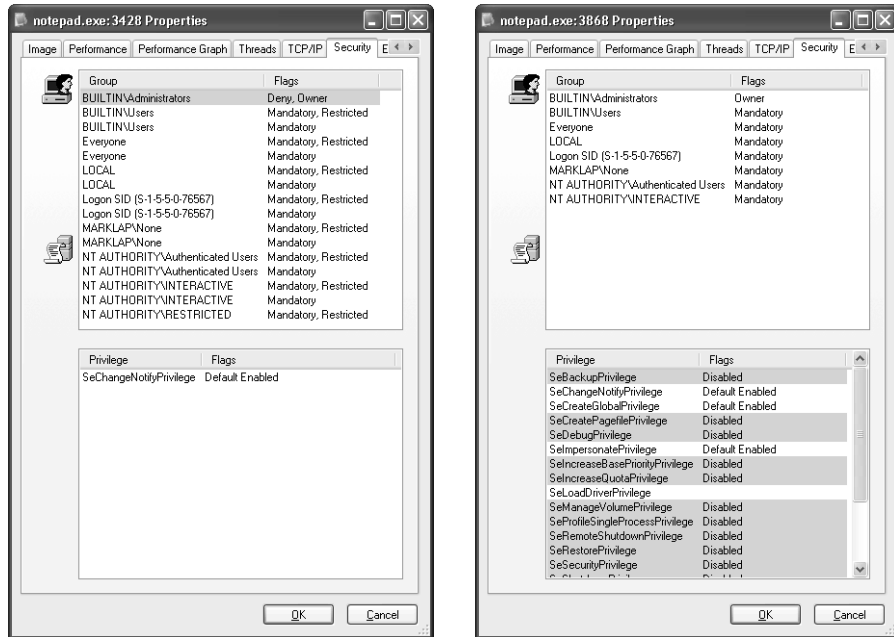 notepad.exe:3428 Properties
Image Performance Performance Graph Threads TCP/IP Security E
Group Flags
BUILTIN\Administrators Deny, Owner
BUILTIN\Users Mandatory, Restricted
BUILTIN\Users Mandatory
Everyone Mandatory, Restricted
Everyone Mandatory
LOCAL Mandatory, Restricted
LOCAL Mandatory
Logon SID (S-1-5-5-0-76567) Mandatory, Restricted
Logon SID (S-1-5-5-0-76567) Mandatory
MARKLAP\None Mandatory, Restricted
MARKLAP\None Mandatory
NT AUTHORITY\Authenticated Users Mandatory, Restricted
NT AUTHORITY\Authenticated Users Mandatory
NT AUTHORITY\INTERACTIVE Mandatory, Restricted
NT AUTHORITY\INTERACTIVE Mandatory
NT AUTHORITY\RESTRICTED Mandatory, Restricted
Privilege Flags
SeChangeNotifyPrivilege Default Enabled
OK Cancel
notepad.exe:3868 Properties
Image Performance Performance Graph Threads TCP/IP Security E
Group Flags
BUILTIN\Administrators Owner
BUILTIN\Users Mandatory
Everyone Mandatory
LOCAL Mandatory
Logon SID (S-1-5-5-0-76567) Mandatory
MARKLAP\None Mandatory
NT AUTHORITY\Authenticated Users Mandatory
NT AUTHORITY\INTERACTIVE Mandatory
Privilege Flags
SeBackupPrivilege Disabled
SeChangeNotifyPrivilege Default Enabled
SeCreateGlobalPrivilege Default Enabled
SeCreatePagefilePrivilege Disabled
SeDebugPrivilege Disabled
SeImpersonatePrivilege Default Enabled
SeIncreaseBasePriorityPrivilege Disabled
SeIncreaseQuotaPrivilege Disabled
SeLoadDriverPrivilege
SeManageVolumePrivilege Disabled
SeProfileSingleProcessPrivilege Disabled
SeRemoteShutdownPrivilege Disabled
SeRestorePrivilege Disabled
SeSecurityPrivilege Disabled
OK Cancel